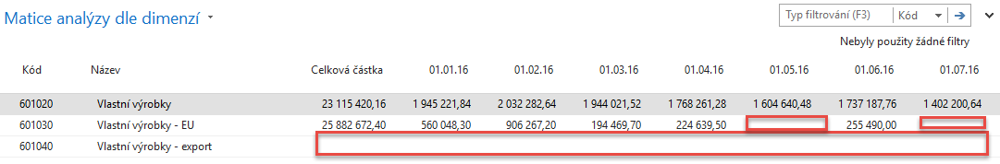 Matice analýzy dle dimenzí
Typ filtrování (F3) Kód
Nebyly použity žádné filtry
Kód Název Celková částka 01.01.16 01.02.16 01.03.16 01.04.16 01.05.16 01.06.16 01.07.16
601020 Vlastní výrobky 23 115 420,16 1 945 221,84 2 032 282,64 1 944 021,52 1 768 261,28 1 604 640,48 1 737 187,76 1 402 200,64
601030 Vlastní výrobky - EU 25 882 672,40 560 048,30 906 267,20 194 469,70 224 639,50 255 490,00
601040 Vlastní výrobky - export